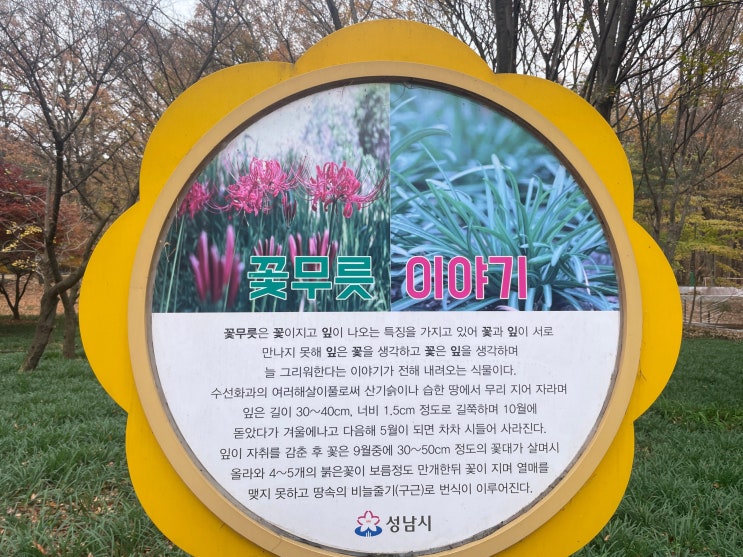 꽃무릇 이야기
꽃무릇은 꽃이지고 잎이 나오는 특징을 가지고 있어 꽃과 잎이 서로
만나지 못해 잎은 꽃을 생각하고 꽃은 잎을 생각하며
늘 그리워한다는 이야기가 전해 내려오는 식물이다.
수선화과의 여러해살이풀로써 산기슭이나 습한 땅에서 무리 지어 자라며
잎은 길이 30~40cm, 너비 1.5cm 정도로 길쭉하며 10월에
돋았다가 겨울에나고 다음해 5월이 되면 차차 시들어 사라진다.
잎이 자취를 감춘 후 꽃은 9월중에 30~50cm 정도의 꽃대가 살며시
올라와 4~5개의 붉은꽃이 보름정도 만개한뒤 꽃이 지며 열매를
맺지 못하고 땅속의 비늘줄기(구근)로 번식이 이루어진다.
성남시